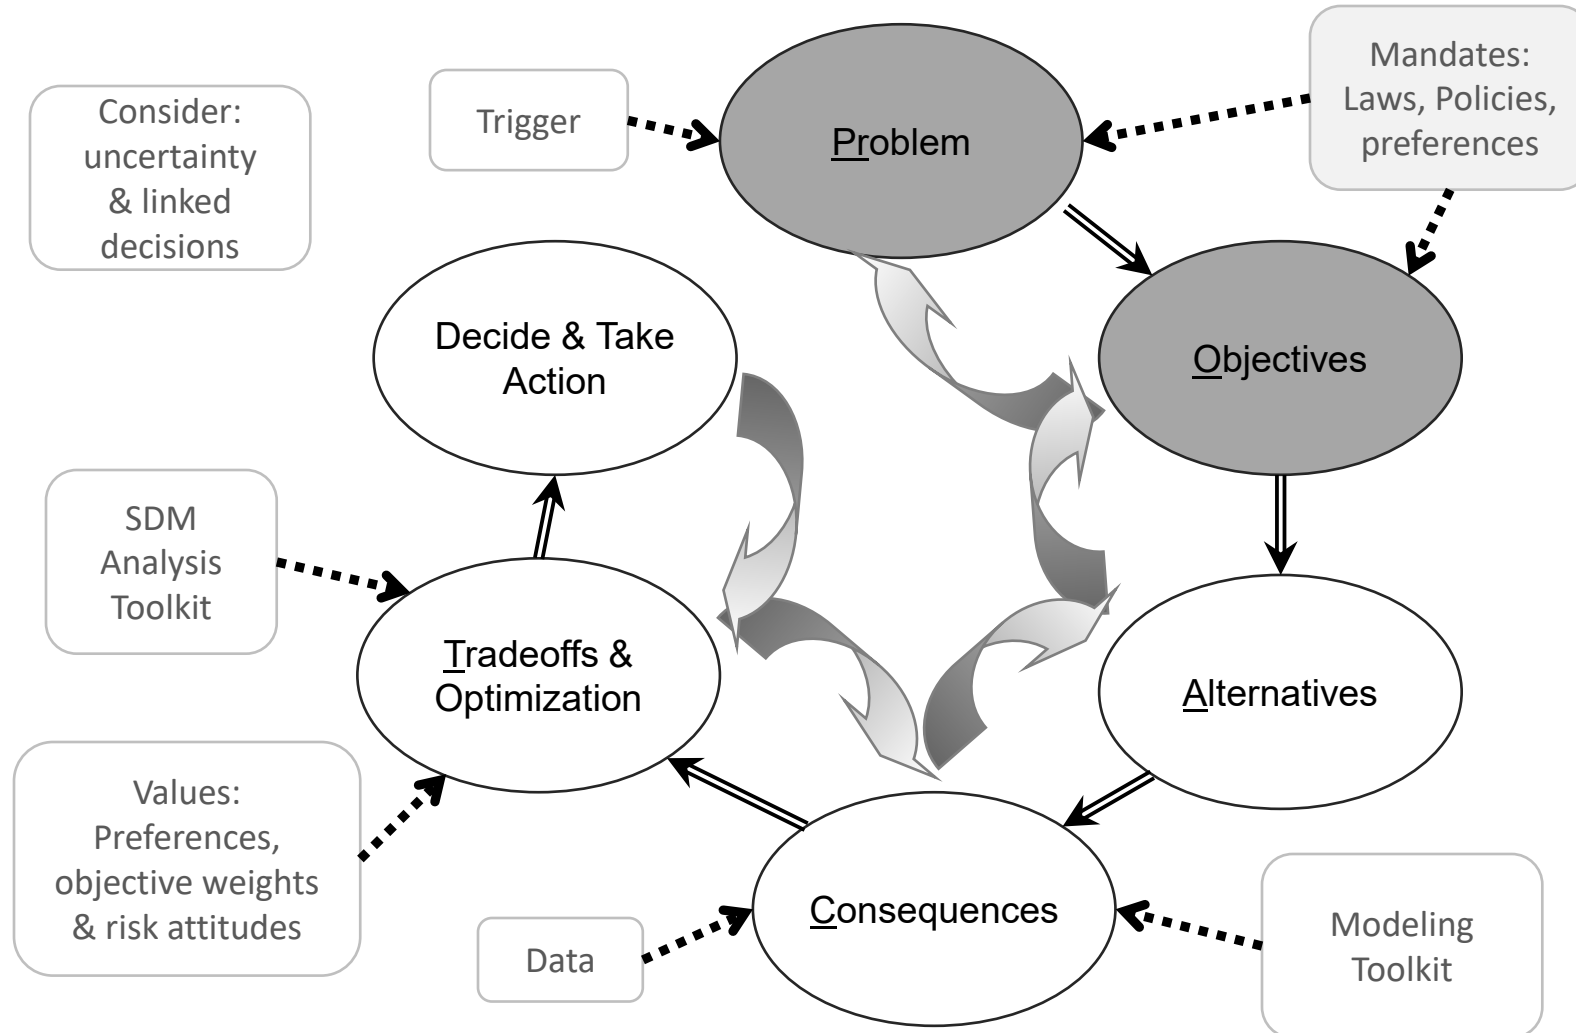 Consider:
uncertainty
& linked
decisions
Trigger
Problem
Mandates:
Laws, Policies,
preferences
Decide & Take
Action
Objectives
SDM
Analysis
Toolkit
Tradeoffs &
Optimization
Alternatives
Values:
Preferences,
objective weights
& risk attitudes
Data
Consequences
Modeling
Toolkit